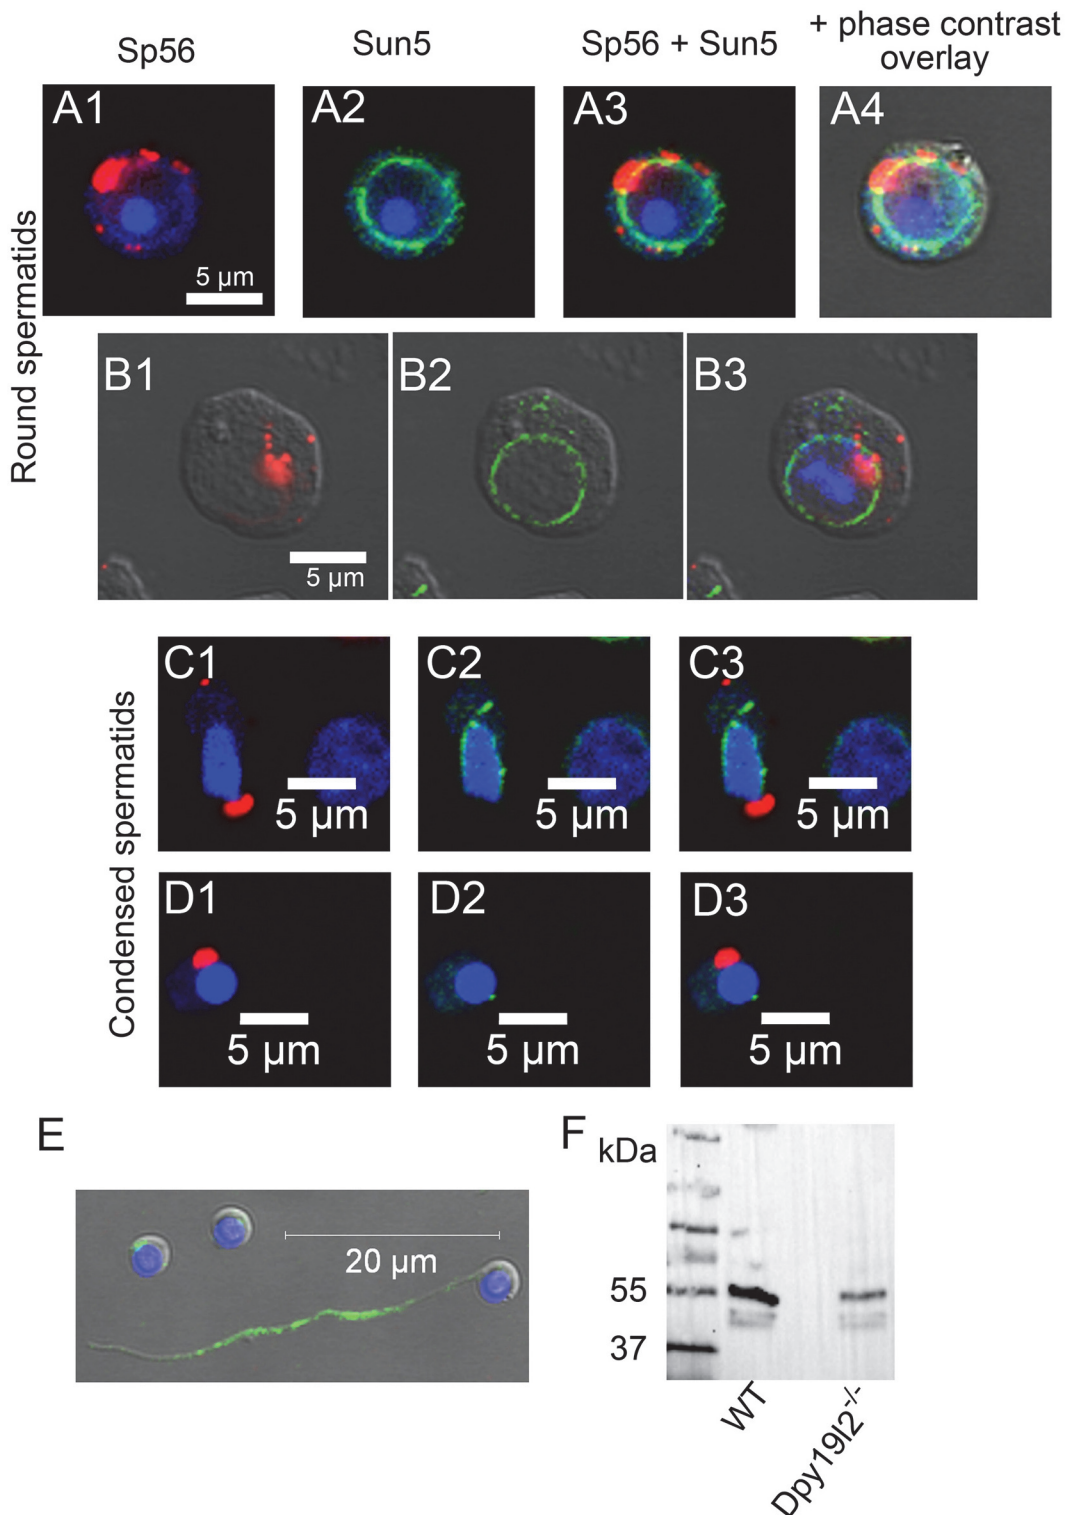 Sp56
Sun5
Sp56 + Sun5
+ phase contrast
overlay
Round spermatids
A1
A2
A3
A4
5 µm
B1
B2
B3
5 µm
Condensed spermatids
C1
C2
C3
5 µm
5 µm
5 µm
D1
D2
D3
5 µm
5 µm
5 µm
E
20 µm
F
kDa
55
37
WT
Dpy19l2-/-